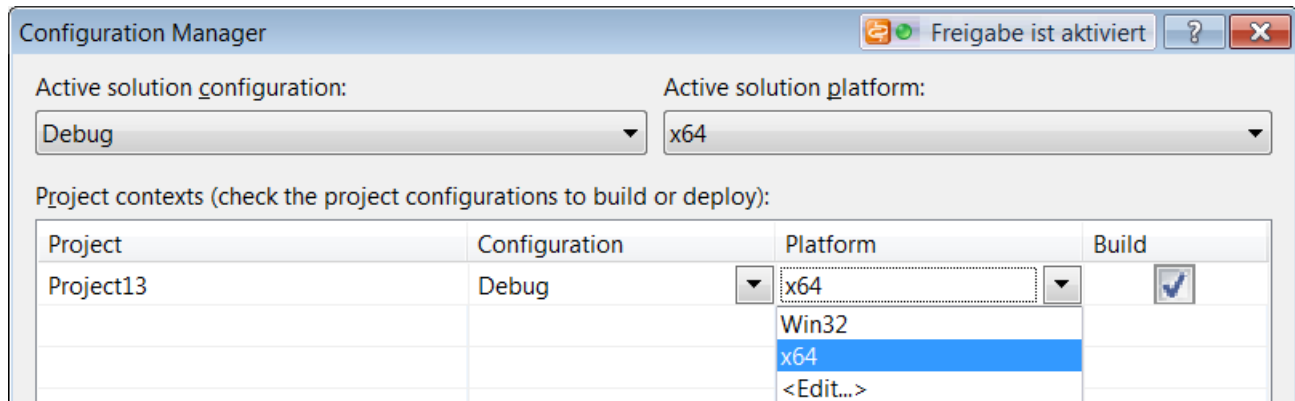 Configuration Manager Freigabe ist aktiviert ?
Active solution configuration: Active solution platform:
Debug x64
Project contexts (check the project configurations to build or deploy):
Project Configuration Platform Build
Project13 Debug x64
Win32
x64
<Edit...>